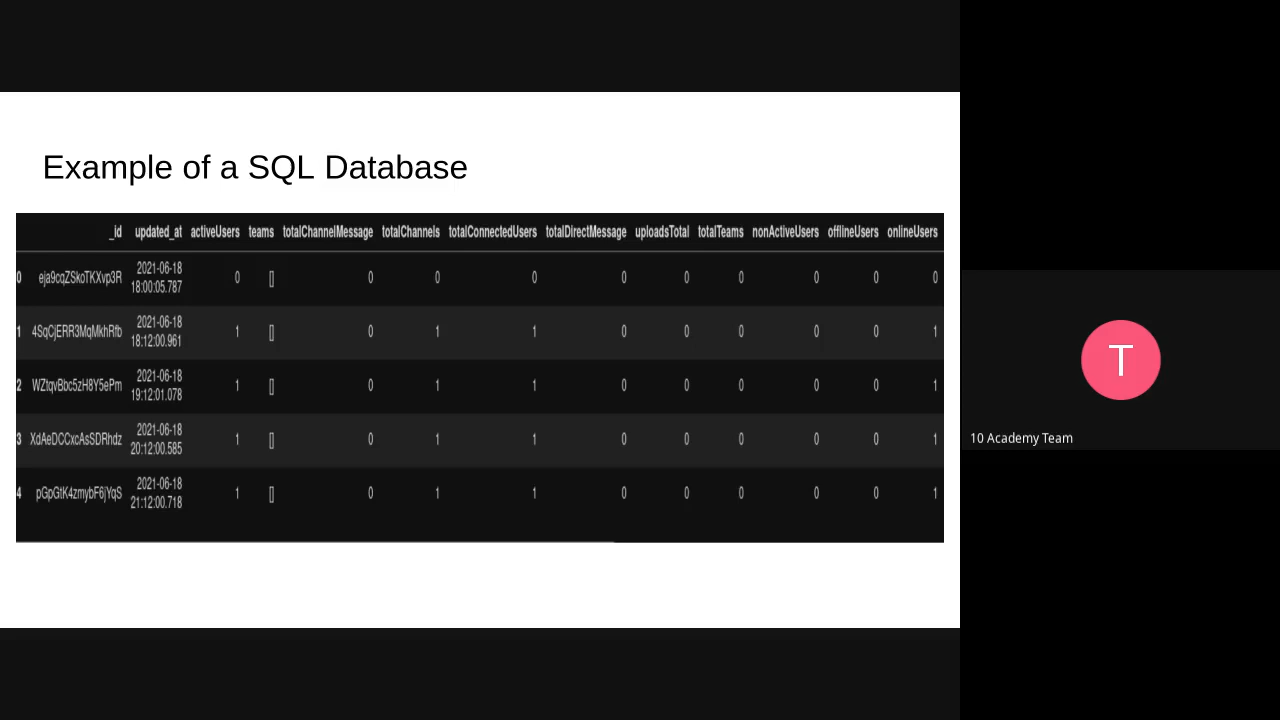 Example of a SQL Database
_id updated_at activeUsers teams totalChannelMessage totalChannels totalConnectedUsers totalDirectMessage uploadsTotal totalTeams nonActiveUsers offlineUsers onlineUsers
0 eja9cqZSkoTKXvp3R 2021-06-18 18:00:05.787 0 [] 0 0 0 0 0 0 0 0 0
1 4SqCjERR3MqMkhRfb 2021-06-18 18:12:00.961 1 [] 0 1 1 0 0 0 0 0 1
2 WZtqvBbc5zH8Y5ePm 2021-06-18 19:12:01.078 1 [] 0 1 1 0 0 0 0 0 1
3 XdAeDCCxcAsSDRhdz 2021-06-18 20:12:00.585 1 [] 0 1 1 0 0 0 0 0 1
4 pGpGtK4zmybF6jYqS 2021-06-18 21:12:00.718 1 [] 0 1 1 0 0 0 0 0 1
T
10 Academy Team